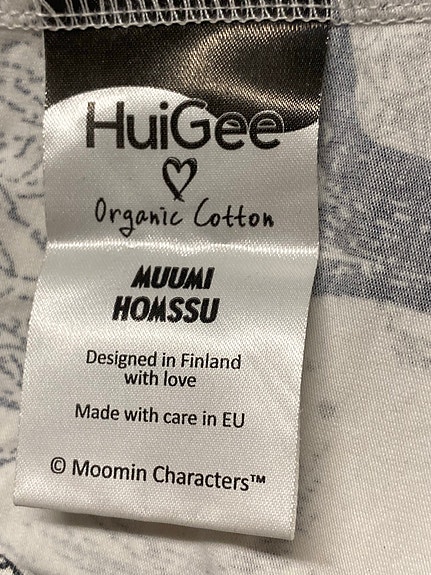 HuiGee
Organic Cotton
MUUMI
HOMSSU
Designed in Finland
with love
Made with care in EU
© Moomin Characters™